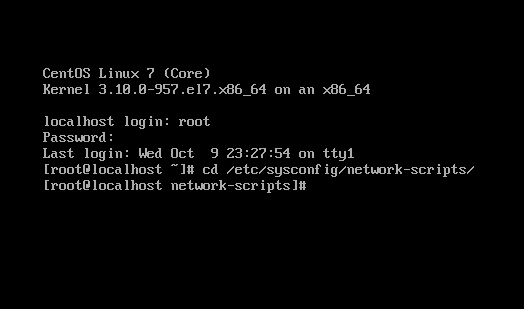 CentOS Linux 7 (Core)
Kernel 3.10.0-957.el7.x86_64 on an x86_64
localhost login: root
Password:
Last login: Wed Oct  9 23:27:54 on tty1
[root@localhost ~]# cd /etc/sysconfig/network-scripts/
[root@localhost network-scripts]#